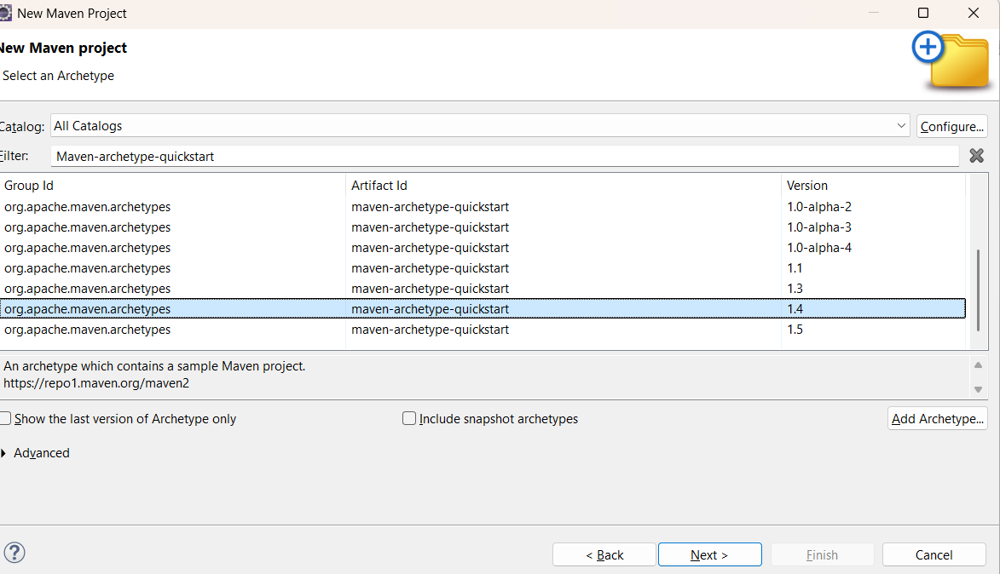 New Maven Project
New Maven project
Select an Archetype
Catalog: All Catalogs Configure...
Filter: Maven-archetype-quickstart
Group Id Artifact Id Version
org.apache.maven.archetypes maven-archetype-quickstart 1.0-alpha-2
org.apache.maven.archetypes maven-archetype-quickstart 1.0-alpha-3
org.apache.maven.archetypes maven-archetype-quickstart 1.0-alpha-4
org.apache.maven.archetypes maven-archetype-quickstart 1.1
org.apache.maven.archetypes maven-archetype-quickstart 1.3
org.apache.maven.archetypes maven-archetype-quickstart 1.4
org.apache.maven.archetypes maven-archetype-quickstart 1.5
An archetype which contains a sample Maven project.
https://repo1.maven.org/maven2
Show the last version of Archetype only Include snapshot archetypes Add Archetype...
Advanced
? < Back Next > Finish Cancel